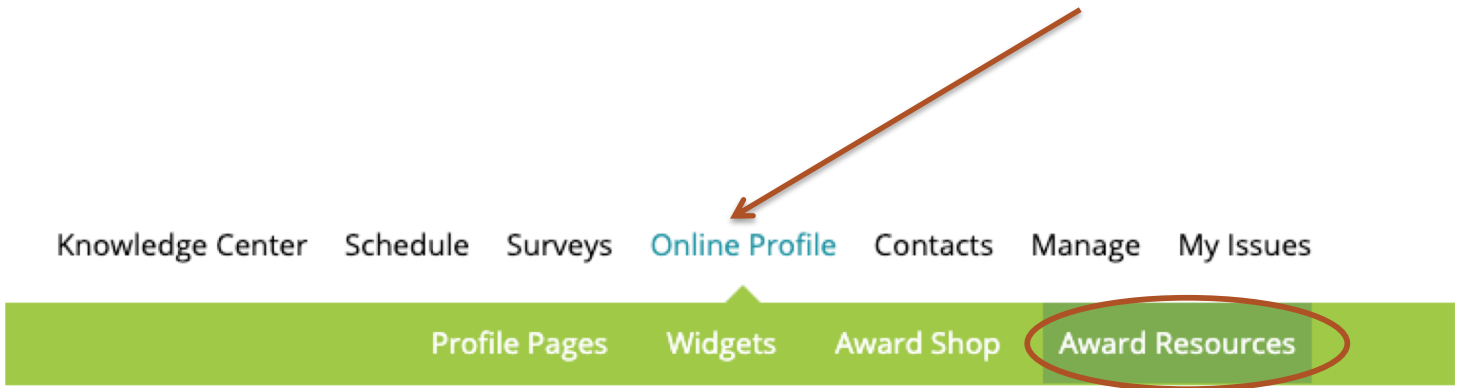 Knowledge Center Schedule Surveys Online Profile Contacts Manage My Issues
Profile Pages Widgets Award Shop Award Resources